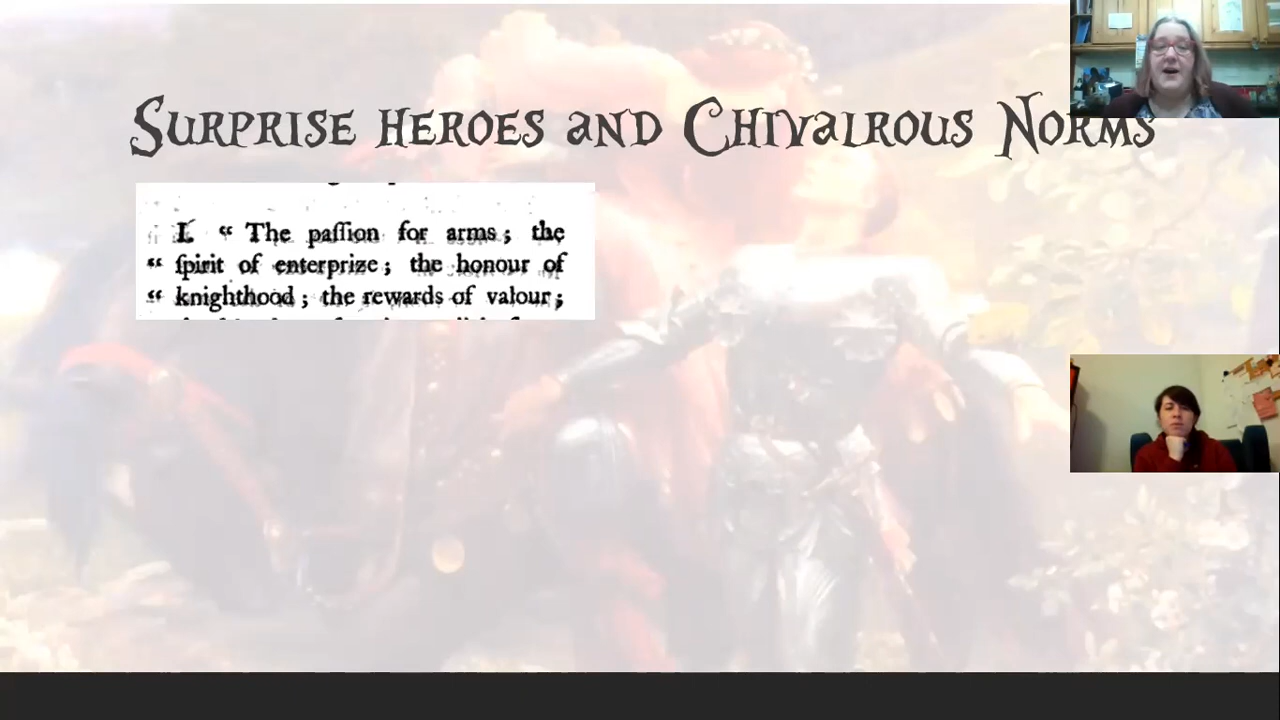 Surprise heroes and Chivalrous Norms
I. “ The paſſion for arms ; the
“ ſpirit of enterprize ; the honour of
“ knighthood ; the rewards of valour ;